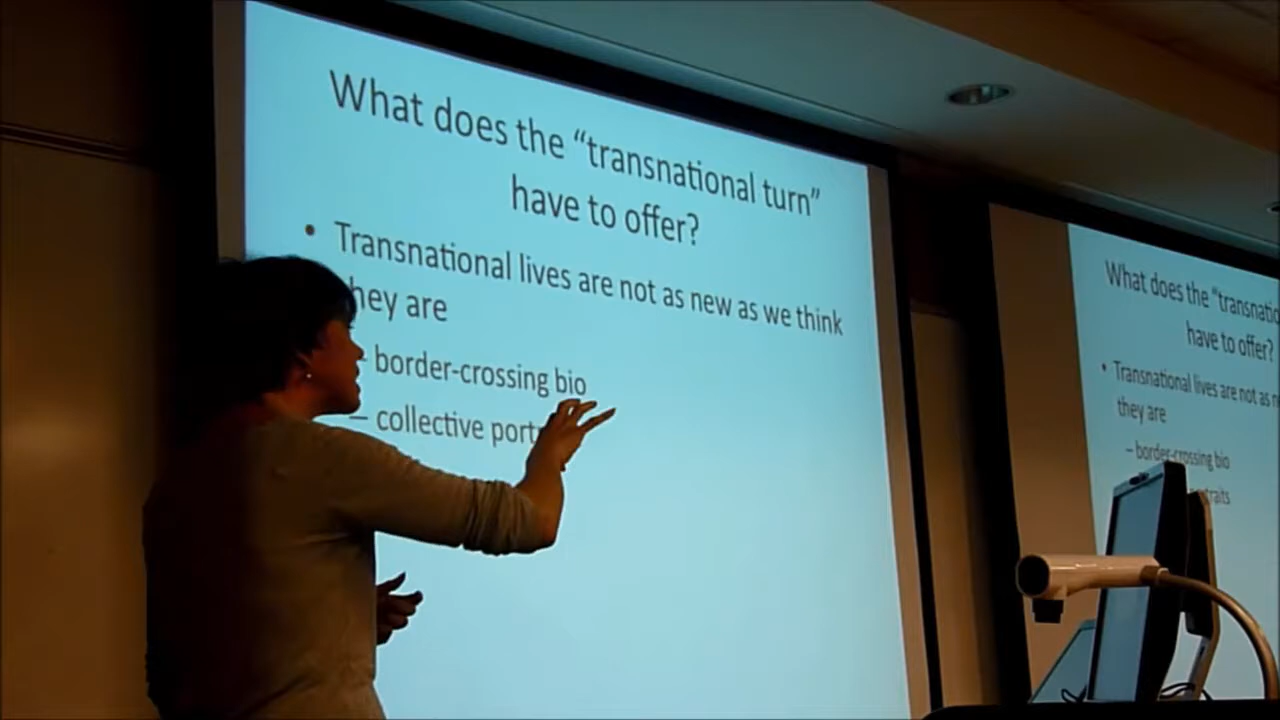 What does the “transnational turn”
have to offer?
• Transnational lives are not as new as we think
they are
– border-crossing bio
– collective port
What does the “transnatio
have to offer?
• Transnational lives are not as n
they are
– border-crossing bio
traits